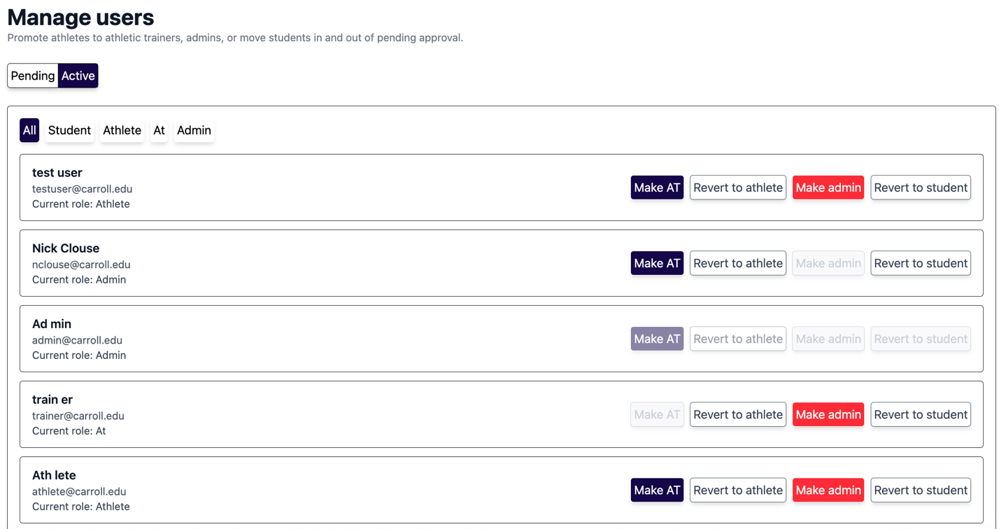 Manage users
Promote athletes to athletic trainers, admins, or move students in and out of pending approval.
Pending Active
All Student Athlete At Admin
test user
testuser@carroll.edu
Current role: Athlete
Make AT Revert to athlete Make admin Revert to student
Nick Clouse
nclouse@carroll.edu
Current role: Admin
Make AT Revert to athlete Make admin Revert to student
Ad min
admin@carroll.edu
Current role: Admin
Make AT Revert to athlete Make admin Revert to student
train er
trainer@carroll.edu
Current role: At
Make AT Revert to athlete Make admin Revert to student
Ath lete
athlete@carroll.edu
Current role: Athlete
Make AT Revert to athlete Make admin Revert to student